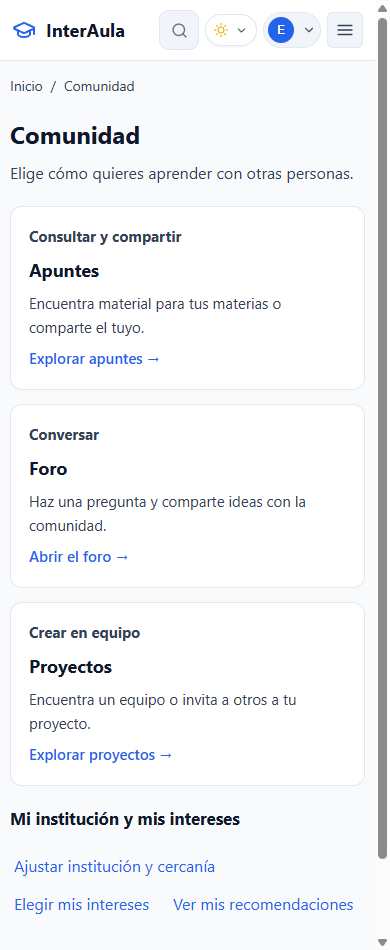 InterAula
E
Inicio / Comunidad
Comunidad
Elige cómo quieres aprender con otras personas.
Consultar y compartir
Apuntes
Encuentra material para tus materias o
comparte el tuyo.
Explorar apuntes →
Conversar
Foro
Haz una pregunta y comparte ideas con la
comunidad.
Abrir el foro →
Crear en equipo
Proyectos
Encuentra un equipo o invita a otros a tu
proyecto.
Explorar proyectos →
Mi institución y mis intereses
Ajustar institución y cercanía
Elegir mis intereses Ver mis recomendaciones